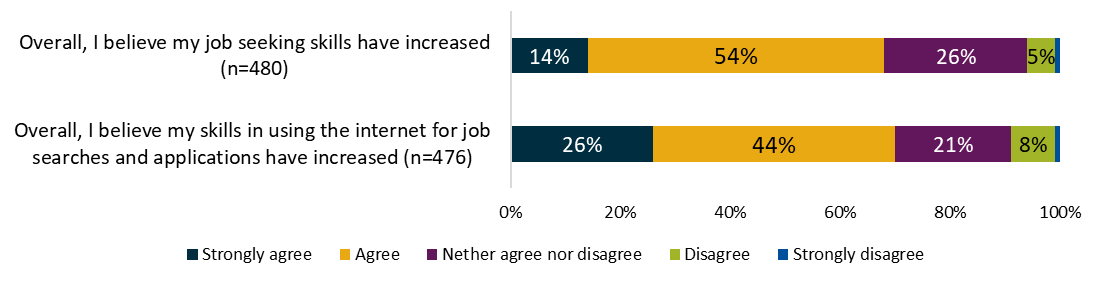 Overall, I believe my job seeking skills have increased
(n=480)
14% 54% 26% 5%
Overall, I believe my skills in using the internet for job
searches and applications have increased (n=476)
26% 44% 21% 8%
0% 20% 40% 60% 80% 100%
Strongly agree Agree Nether agree nor disagree Disagree Strongly disagree